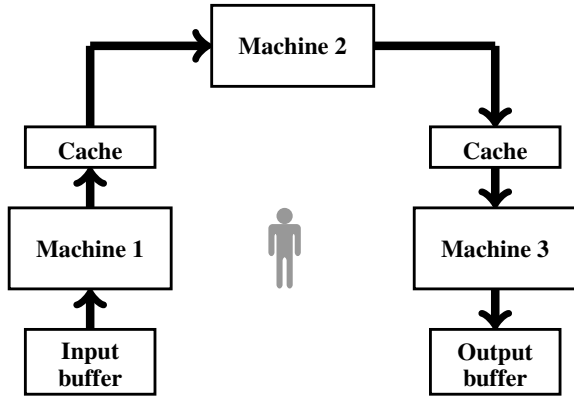 Machine 2
Cache
Cache
Machine 1
Machine 3
Input
buffer
Output
buffer